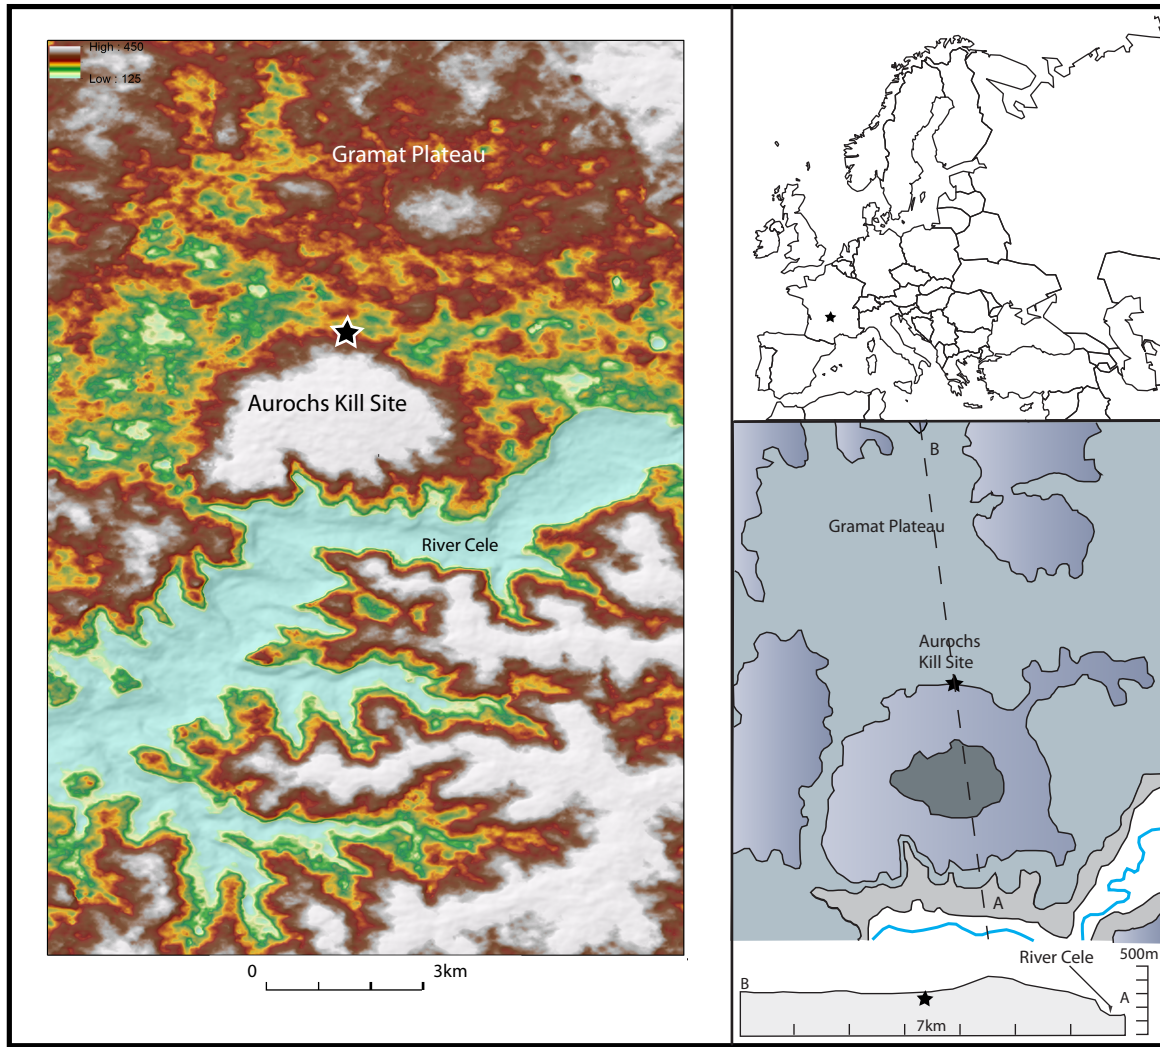 High : 450
Low : 125
Gramat Plateau
Aurochs Kill Site
River Cele
0 3km
B
Gramat Plateau
Aurochs
Kill Site
A
River Cele
500m
B
A
7km